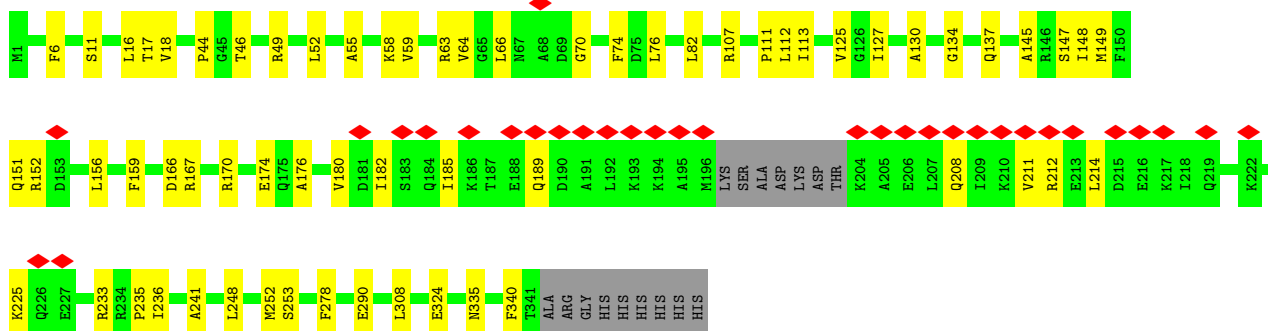 M1 F6 S11 L16 T17 V18 P44 G45 T46 R49 L52 A55 K58 V59 R63 V64 G65 L66 N67 A68 D69 G70 F74 D75 L76 L82 R107 P111 L112 I113 V125 G126 I127 A130 G134 Q137 A145 R146 S147 I148 M149 F150
Q151 R152 D153 L156 F159 D166 R167 R170 E174 Q175 A176 V180 D181 I182 S183 Q184 I185 K186 T187 E188 Q189 D190 A191 L192 K193 K194 A195 M196 LYS SER ALA ASP LYS ASP THR K204 A205 E206 L207 Q208 I209 K210 V211 R212 E213 L214 D215 E216 K217 I218 Q219 K222
K225 Q226 E227 R233 R234 P235 I236 A241 L248 M252 S253 F278 E290 L308 E324 N335 F340 T341 ALA ARG GLY HIS HIS HIS HIS HIS HIS